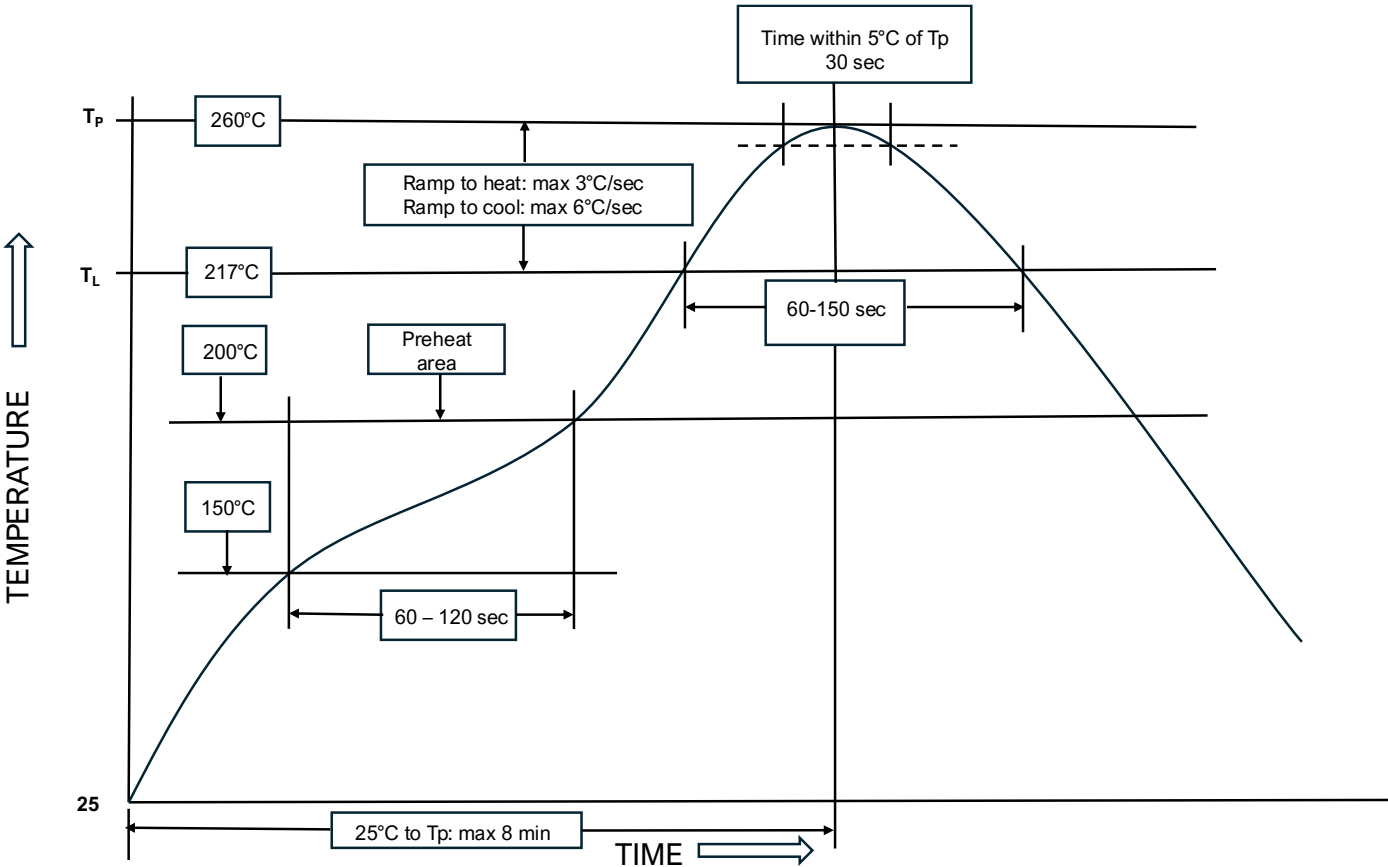 Time within 5°C of Tp
30 sec
TP
260°C
Ramp to heat: max 3°C/sec
Ramp to cool: max 6°C/sec
TL
217°C
60-150 sec
200°C
Preheat
area
150°C
60 – 120 sec
TEMPERATURE
25
25°C to Tp: max 8 min
TIME